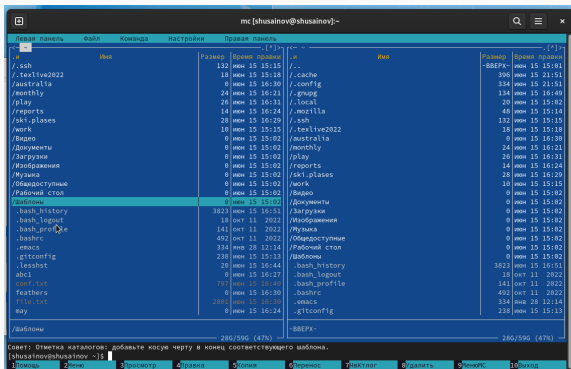 mc [shusainov@shusainov]:~
Левая панель Файл Команда Настройки Правая панель
.и Имя Размер Время правки
/.ssh 132 июн 15 15:15
/.texlive2022 18 июн 15 15:18
/australia 0 июн 15 16:30
/monthly 24 июн 15 16:21
/play 26 июн 15 16:31
/reports 14 июн 15 16:24
/ski.plases 28 июн 15 16:29
/work 10 июн 15 15:15
/Видео 0 июн 15 15:02
/Документы 0 июн 15 15:02
/Загрузки 0 июн 15 15:02
/Изображения 0 июн 15 15:02
/Музыка 0 июн 15 15:02
/Общедоступные 0 июн 15 15:02
/Рабочий стол 0 июн 15 15:02
/Шаблоны 0 июн 15 15:02
.bash_history 3823 июн 15 16:51
.bash_logout 18 окт 11 2022
.bash_profile 141 окт 11 2022
.bashrc 492 окт 11 2022
.emacs 334 янв 28 12:14
.gitconfig 238 июн 15 15:13
.lesshst 20 июн 15 16:44
abc1 0 июн 15 16:27
conf.txt 16:40
feathers 0 июн 15 16:30
file.txt 16:39
may 0 июн 15 16:24
/Шаблоны
28G/59G (47%)
.и Имя Размер Время правки
/.. -ВВЕРХ- июн 15 15:01
/.cache 396 июн 15 21:51
/.config 334 июн 15 21:51
/.gnupg 134 июн 15 16:49
/.local 20 июн 15 15:02
/.mozilla 48 июн 15 15:14
/.ssh 132 июн 15 15:15
/.texlive2022 18 июн 15 15:18
/australia 0 июн 15 16:30
/monthly 24 июн 15 16:21
/play 26 июн 15 16:31
/reports 14 июн 15 16:24
/ski.plases 28 июн 15 16:29
/work 10 июн 15 15:15
/Видео 0 июн 15 15:02
/Документы 0 июн 15 15:02
/Загрузки 0 июн 15 15:02
/Изображения 0 июн 15 15:02
/Музыка 0 июн 15 15:02
/Общедоступные 0 июн 15 15:02
/Рабочий стол 0 июн 15 15:02
/Шаблоны 0 июн 15 15:02
.bash_history 3823 июн 15 16:51
.bash_logout 18 окт 11 2022
.bash_profile 141 окт 11 2022
.bashrc 492 окт 11 2022
.emacs 334 янв 28 12:14
.gitconfig 238 июн 15 15:13
-ВВЕРХ-
28G/59G (47%)
Совет: Отметка каталогов: добавьте косую черту в конец соответствующего шаблона.
[shusainov@shusainov ~]$
1Помощь 2Меню 3Просмотр 4Правка 5Копия 6Перенос 7НвКтлог 8Удалить 9МенюMC 10Выход